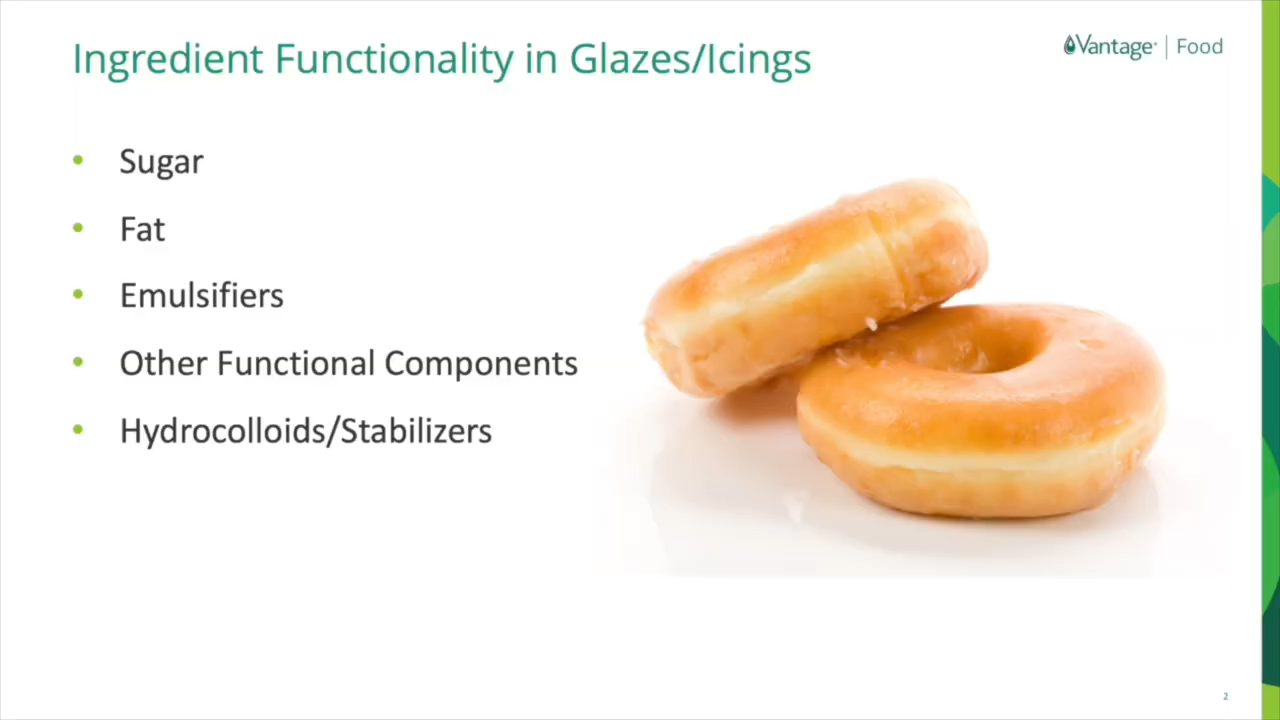 Ingredient Functionality in Glazes/Icings
Vantage | Food
• Sugar
• Fat
• Emulsifiers
• Other Functional Components
• Hydrocolloids/Stabilizers
2